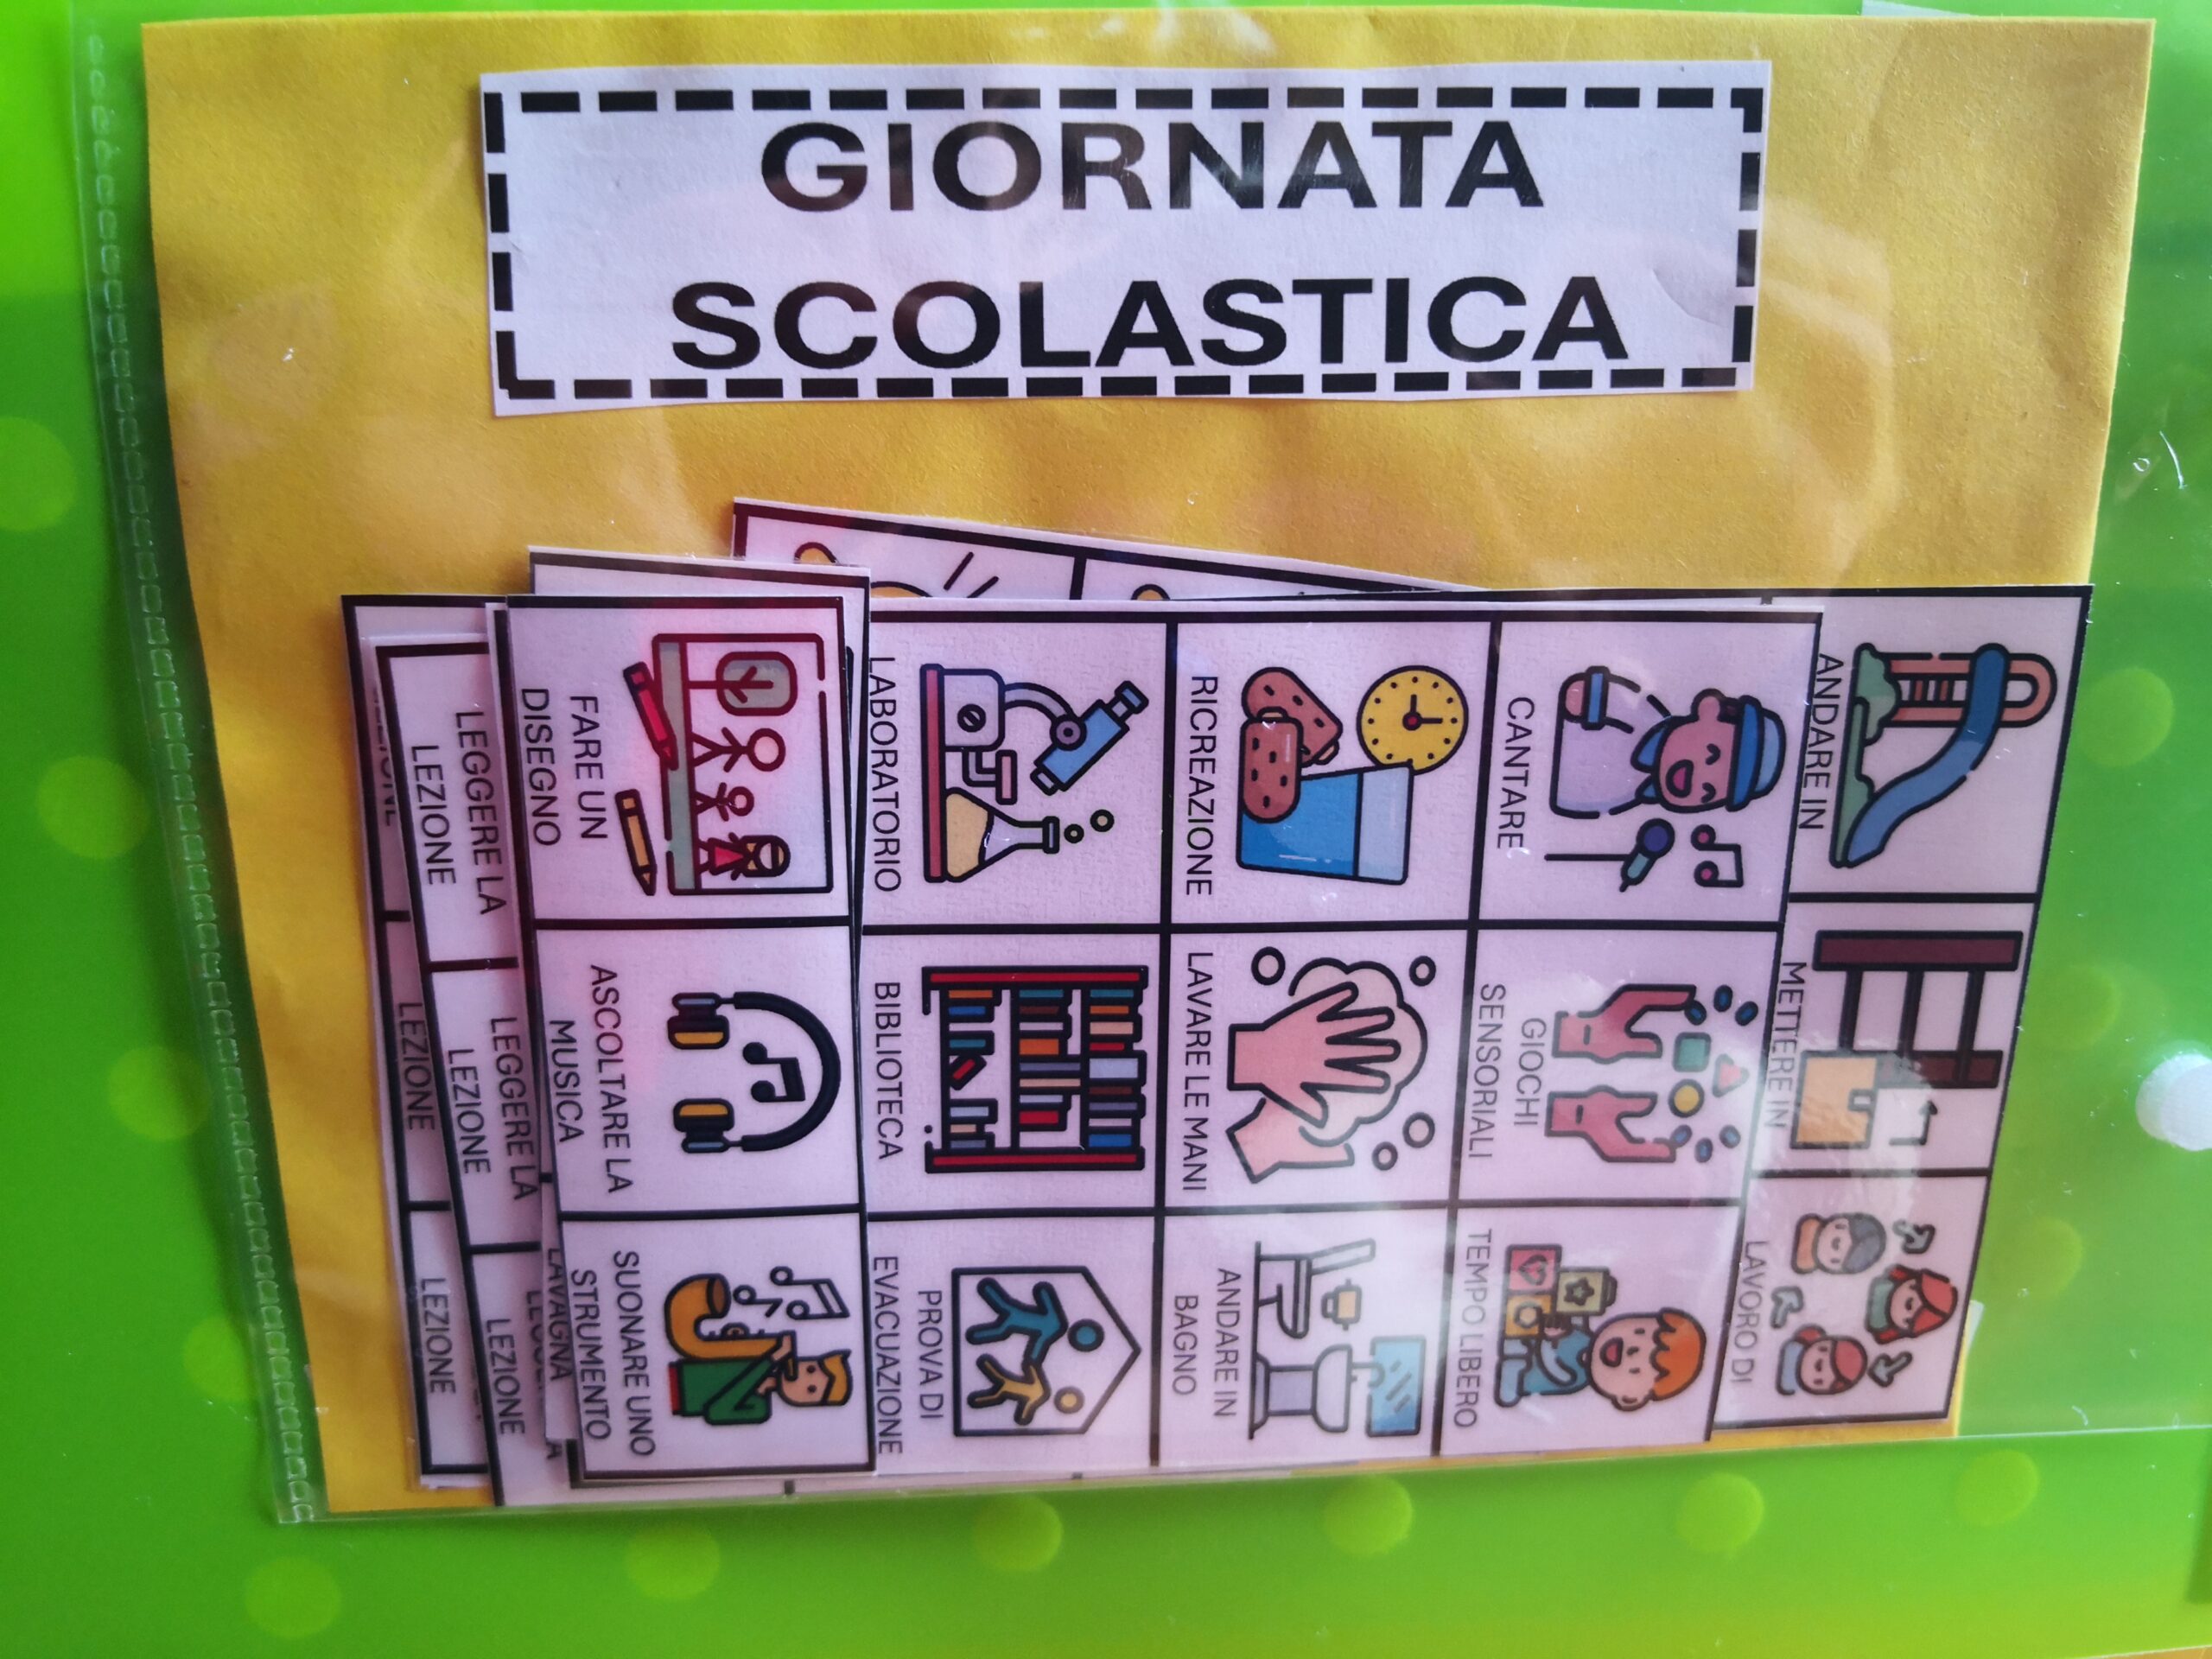 GIORNATA
SCOLASTICA
FARE UN
DISEGNO
ASCOLTARE LA
MUSICA
SUONARE UNO
STRUMENTO
LABORATORIO
BIBLIOTECA
PROVA DI
EVACUAZIONE
RICREAZIONE
LAVARE LE MANI
ANDARE IN
BAGNO
CANTARE
GIOCHI
SENSORIALI
TEMPO LIBERO
ANDARE IN
METTERE IN
LAVORO DI
LEGGERE LA
LEZIONE
LEGGERE LA
LEZIONE
LEZIONE
LAVAGNA
LEZIONE
LEZIONE